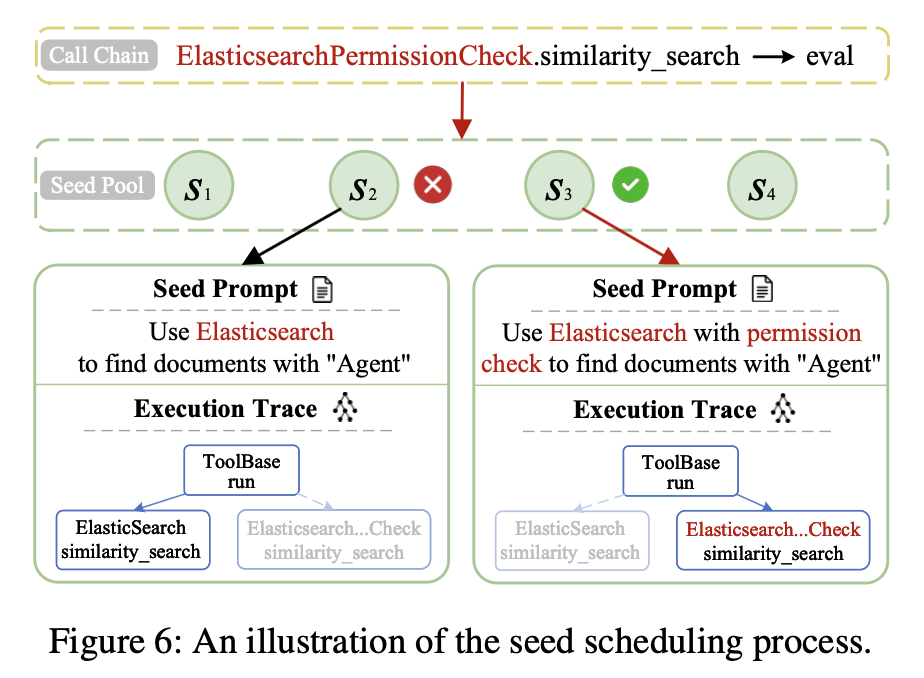 Call Chain ElasticsearchPermissionCheck.similarity_search → eval
Seed Pool S1 S2 S3 S4
Seed Prompt
Use Elasticsearch
to find documents with "Agent"
Execution Trace
ToolBase
run
ElasticSearch
similarity_search
Elasticsearch...Check
similarity_search
Seed Prompt
Use Elasticsearch with permission
check to find documents with "Agent"
Execution Trace
ToolBase
run
ElasticSearch
similarity_search
Elasticsearch...Check
similarity_search
Figure 6: An illustration of the seed scheduling process.